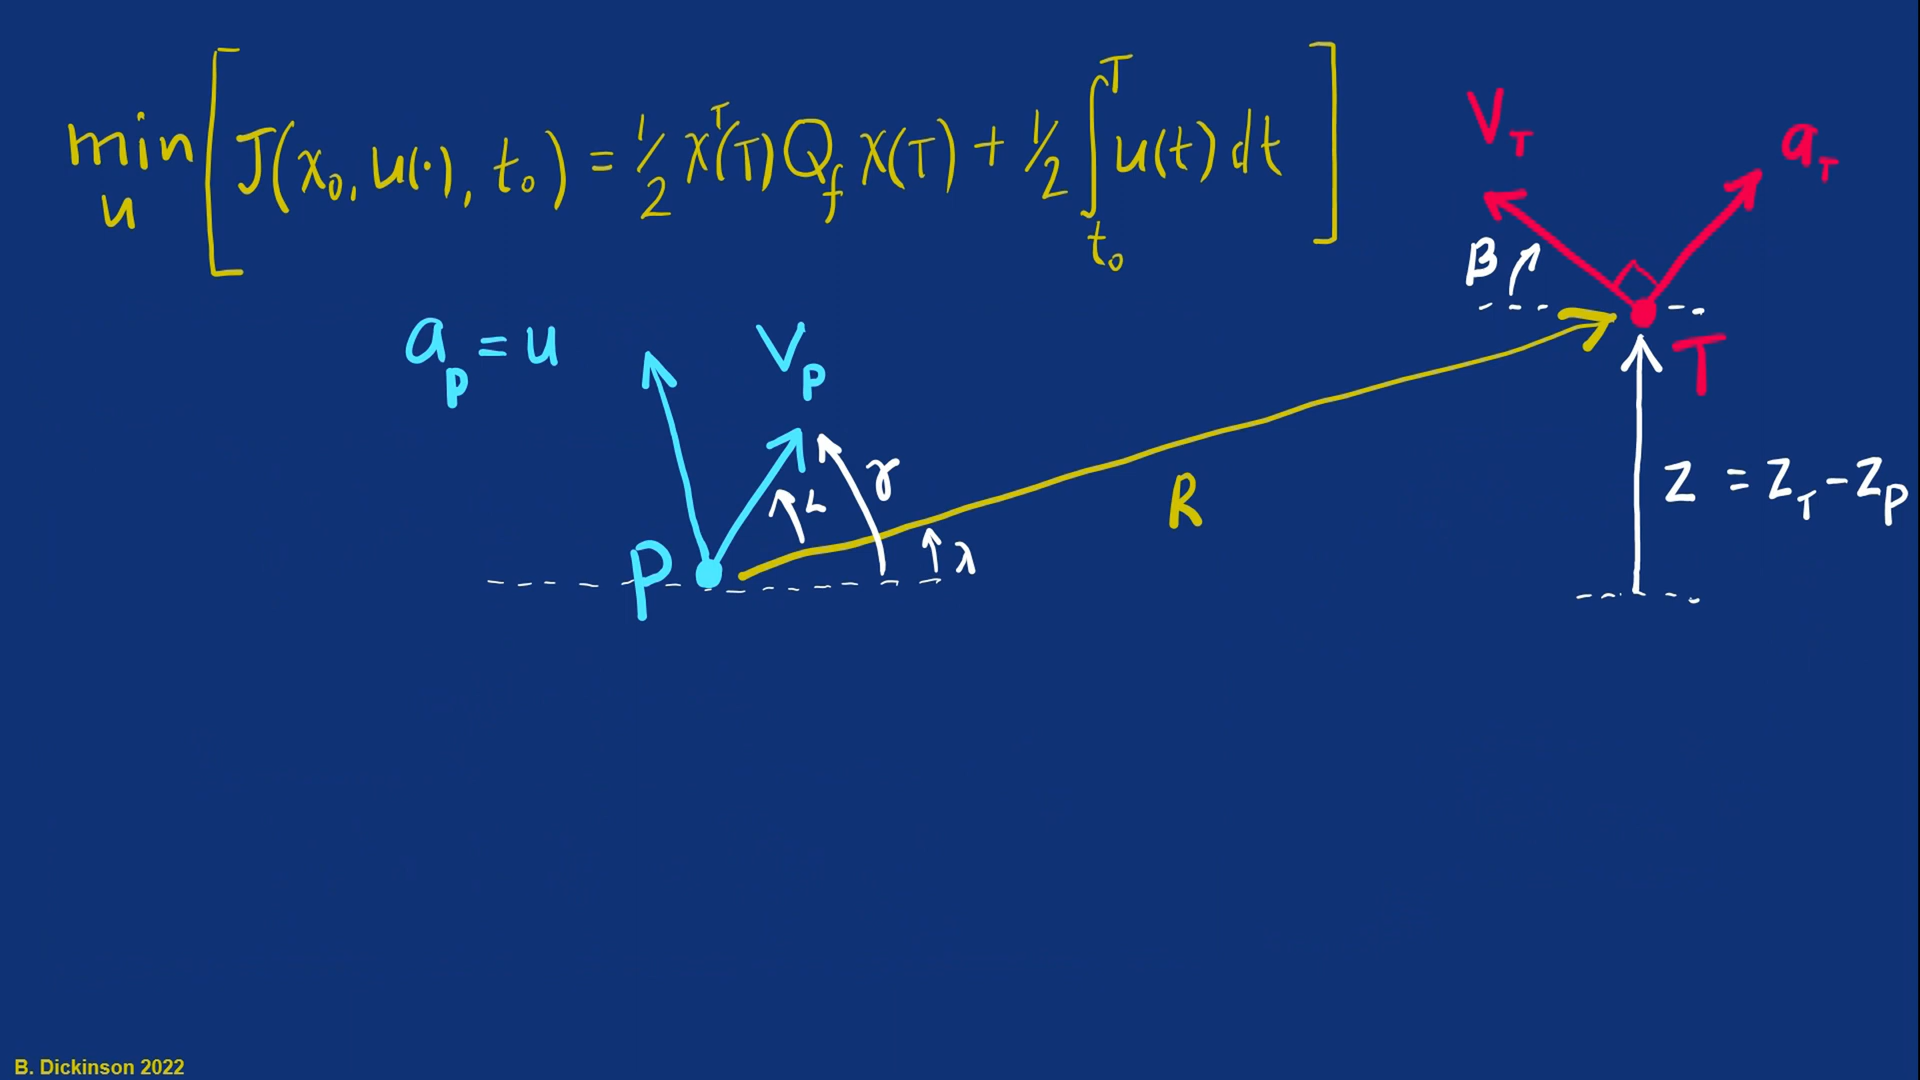 min u [ J(x₀, u(·), t₀) = 1/2 xᵀ(T) Q_f x(T) + 1/2 ∫_{t₀}^{T} u(t) dt ]
V_T
a_T
β
a_p = u
V_p
T
L
γ
R
z = z_T - z_P
P
λ
B. Dickinson 2022